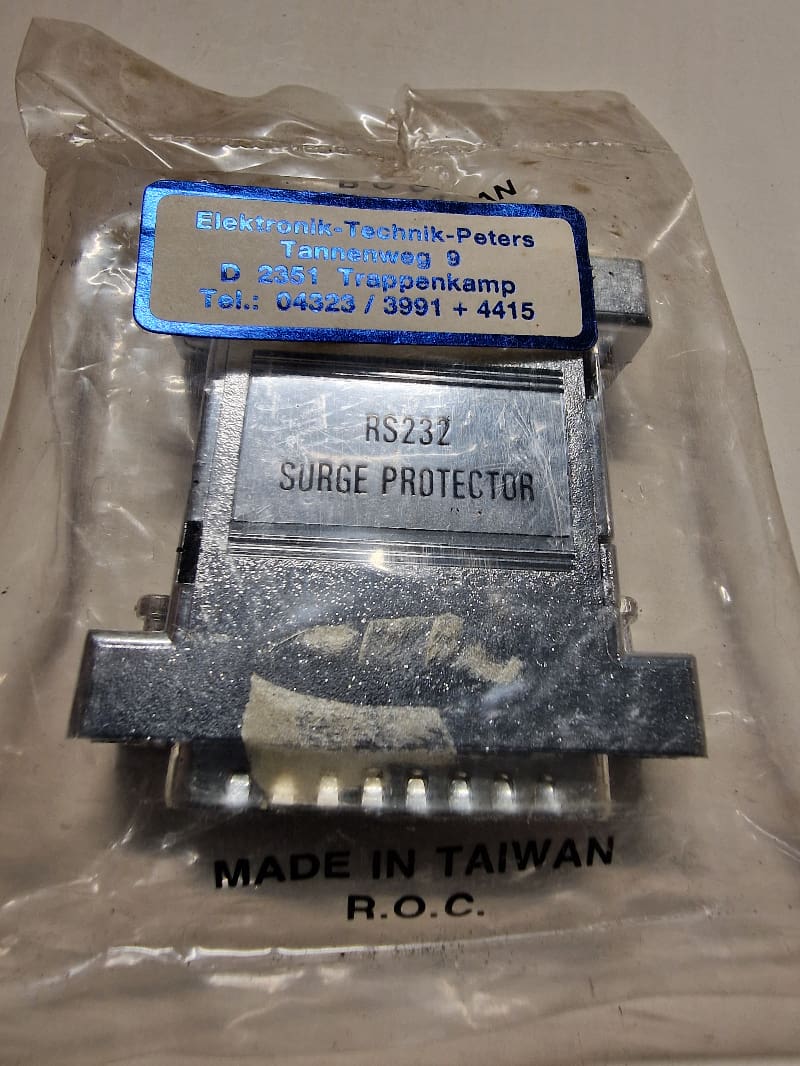 Elektronik-Technik-Peters
Tannenweg 9
D 2351 Trappenkamp
Tel.: 04323 / 3991 + 4415
RS232
SURGE PROTECTOR
MADE IN TAIWAN
R.O.C.